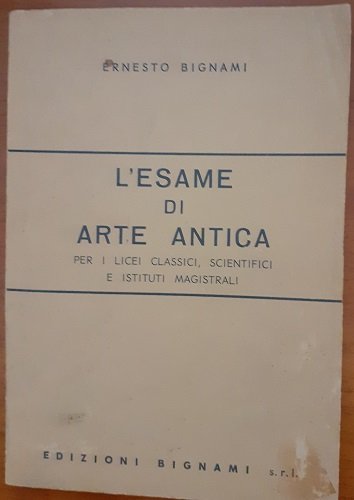 ERNESTO BIGNAMI
L'ESAME
DI
ARTE ANTICA
PER I LICEI CLASSICI, SCIENTIFICI
E ISTITUTI MAGISTRALI
EDIZIONI BIGNAMI s.r.l.